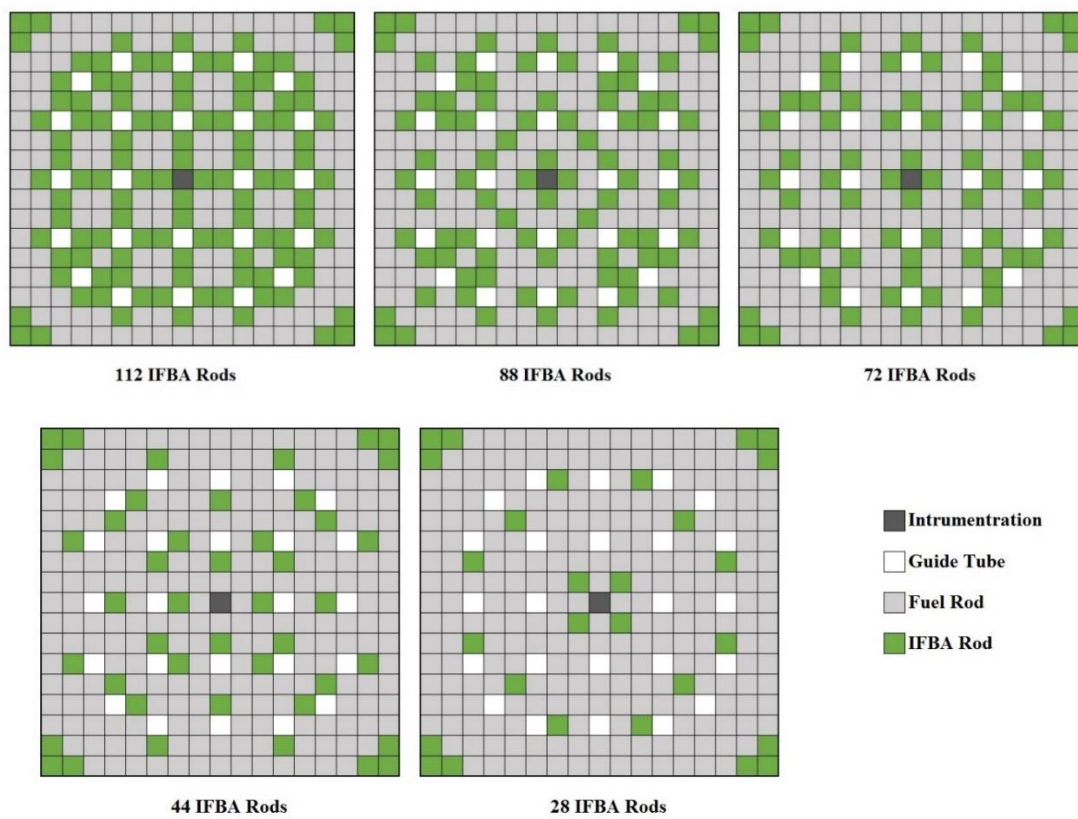 112 IFBA Rods
88 IFBA Rods
72 IFBA Rods
44 IFBA Rods
28 IFBA Rods
Intrumentration
Guide Tube
Fuel Rod
IFBA Rod